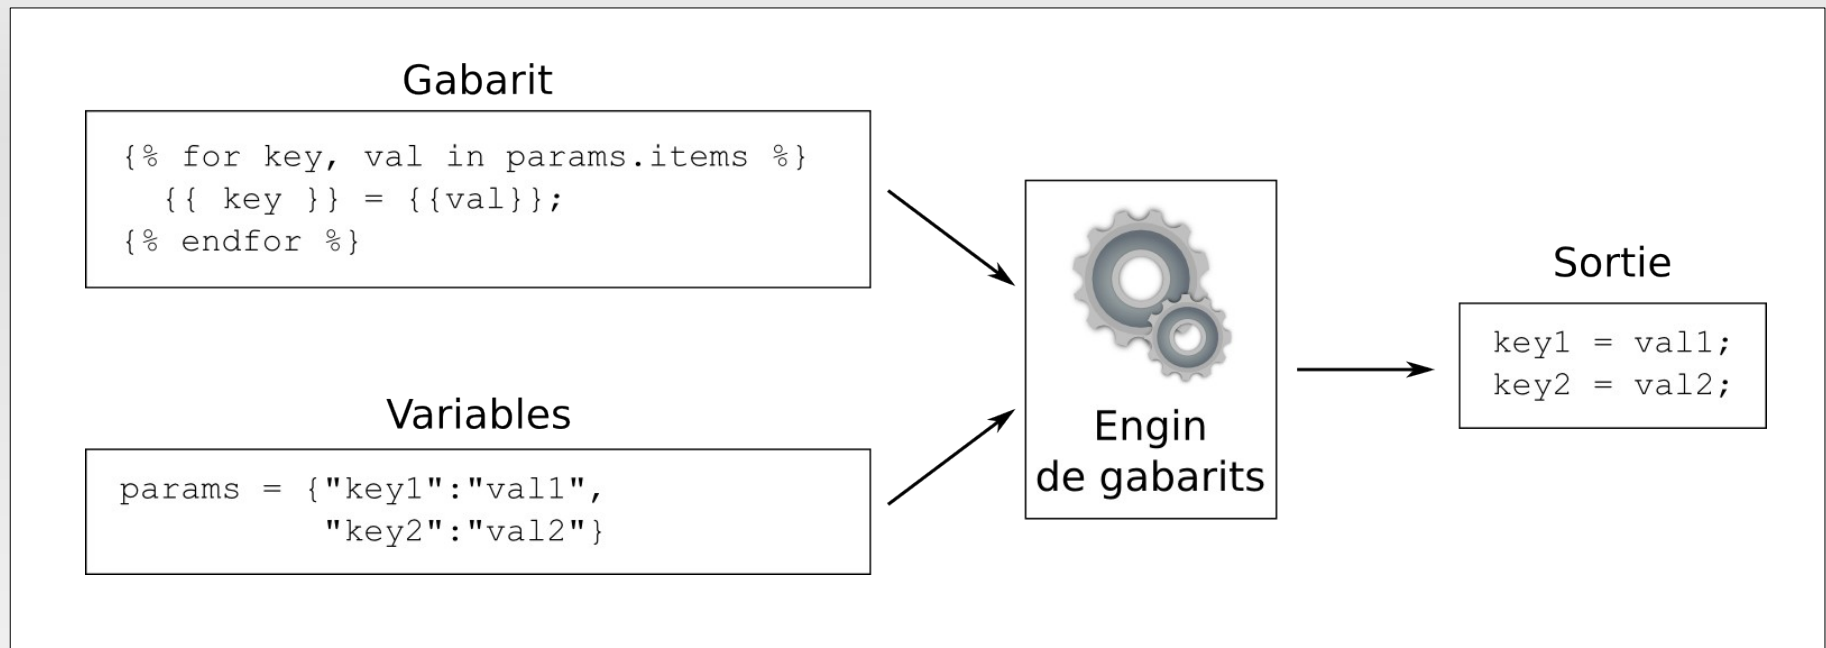 Gabarit
{% for key, val in params.items %}
{{ key }} = {{val}};
{% endfor %}
Variables
params = {"key1":"val1",
"key2":"val2"}
Engin
de gabarits
Sortie
key1 = val1;
key2 = val2;